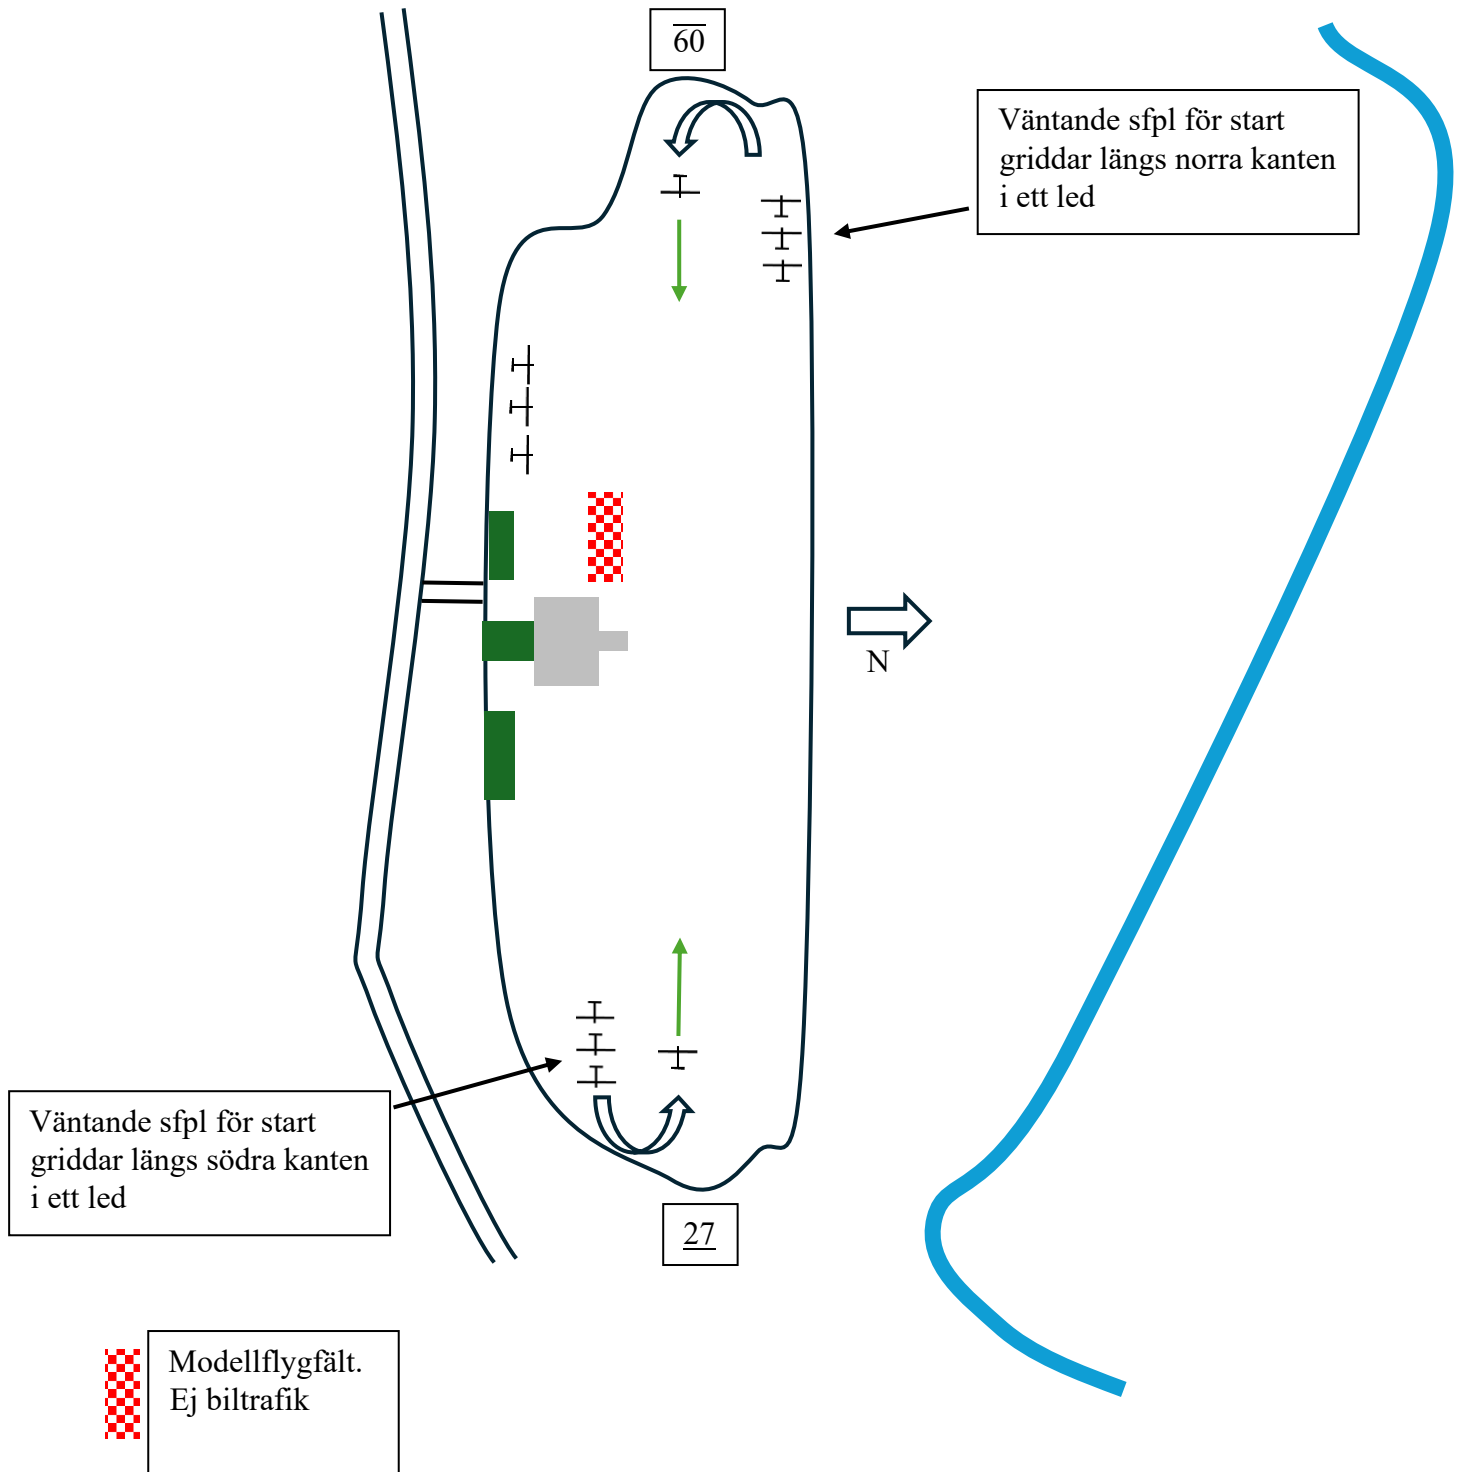 09
Väntande sfpl för start
griddar längs norra kanten
i ett led
N
Väntande sfpl för start
griddar längs södra kanten
i ett led
27
Modellflygfält.
Ej biltrafik